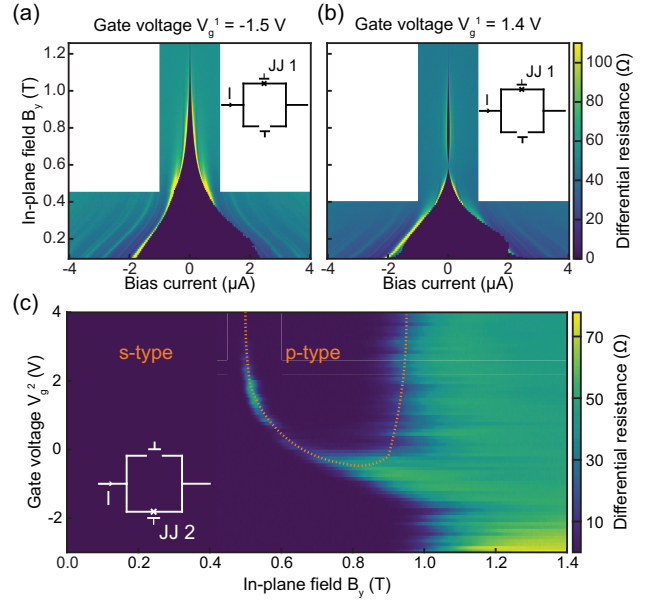 (a)
Gate voltage V_g^1 = -1.5 V
(b)
Gate voltage V_g^1 = 1.4 V
In-plane field B_y (T)
1.2
1.0
0.8
0.6
0.4
0.2
JJ 1
I
-4
-2
0
2
4
Bias current (μA)
JJ 1
I
-4
-2
0
2
4
Bias current (μA)
100
80
60
40
20
0
Differential resistance (Ω)
(c)
Gate voltage V_g^2 (V)
4
2
0
-2
s-type
p-type
I
JJ 2
0.0
0.2
0.4
0.6
0.8
1.0
1.2
1.4
In-plane field B_y (T)
70
50
30
10
Differential resistance (Ω)